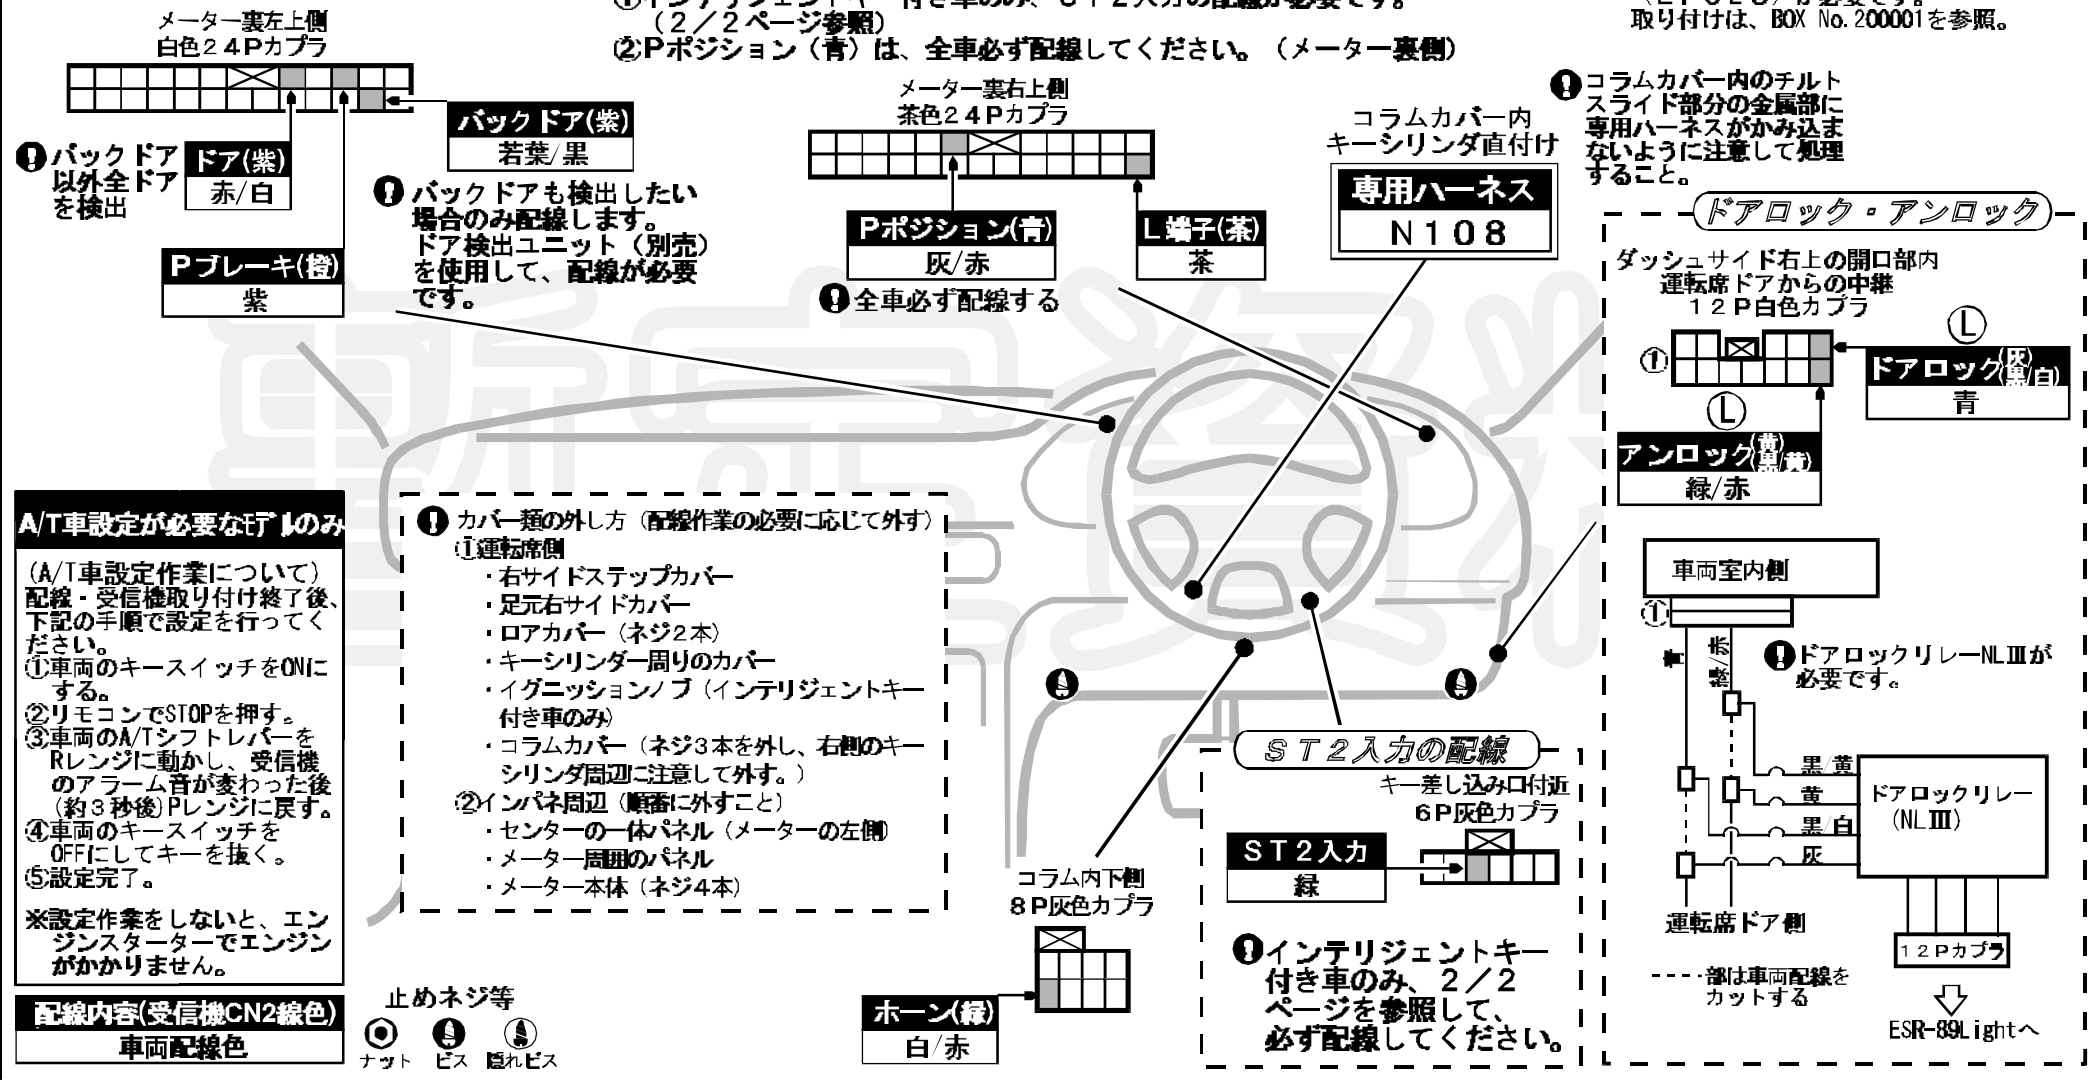 (2/2ページ参照)
②Pポジション(青)は、全車必ず配線してください。(メーター裏側)
取り付けは、BOX No.200001を参照。
メーター裏左上側
白色24Pカプラ
バックドア(紫)
若葉/黒
バックドア
以外全ドア
を検出
ドア(紫)
赤/白
バックドアも検出したい
場合のみ配線します。
ドア検出ユニット(別売)
を使用して、配線が必要
です。
Pブレーキ(橙)
紫
メーター裏右上側
茶色24Pカプラ
Pポジション(青)
灰/赤
全車必ず配線する
L端子(茶)
茶
コラムカバー内
キーシリンダ直付け
専用ハーネス
N108
コラムカバー内のチルト
スライド部分の金属部に
専用ハーネスがかみ込ま
ないように注意して処理
すること。
ドアロック・アンロック
ダッシュサイド右上の開口部内
運転席ドアからの中継
12P白色カプラ
①
L
ドアロック(灰)(黒/白)
青
L
アンロック(黄)(黒/黄)
緑/赤
車両室内側
①
青
緑/赤
ドアロックリレーNLⅢが
必要です。
黒/黄
黄
黒/白
灰
ドアロックリレー
(NLⅢ)
運転席ドア側
12Pカプラ
----部は車両配線を
カットする
ESR-89Lightへ
A/T車設定が必要なモデルのみ
(A/T車設定作業について)
配線・受信機取り付け終了後、
下記の手順で設定を行ってく
ださい。
①車両のキースイッチをONに
する。
②リモコンでSTOPを押す。
③車両のA/Tシフトレバーを
Rレンジに動かし、受信機
のアラーム音が変わった後
(約3秒後)Pレンジに戻す。
④車両のキースイッチを
OFFにしてキーを抜く。
⑤設定完了。
※設定作業をしないと、エン
ジンスターターでエンジン
がかかりません。
配線内容(受信機CN2線色)
車両配線色
カバー類の外し方(配線作業の必要に応じて外す)
①運転席側
・右サイドステップカバー
・足元右サイドカバー
・ロアカバー(ネジ2本)
・キーシリンダー周りのカバー
・イグニッションノブ(インテリジェントキー
付き車のみ)
・コラムカバー(ネジ3本を外し、右側のキー
シリンダ周辺に注意して外す。)
②インパネ周辺(順番に外すこと)
・センターの一体パネル(メーターの左側)
・メーター周囲のパネル
・メーター本体(ネジ4本)
止めネジ等
ナット ビス 隠れビス
コラム内下側
8P灰色カプラ
ホーン(緑)
白/赤
ST2入力の配線
キー差し込み口付近
6P灰色カプラ
ST2入力
緑
インテリジェントキー
付き車のみ、2/2
ページを参照して、
必ず配線してください。